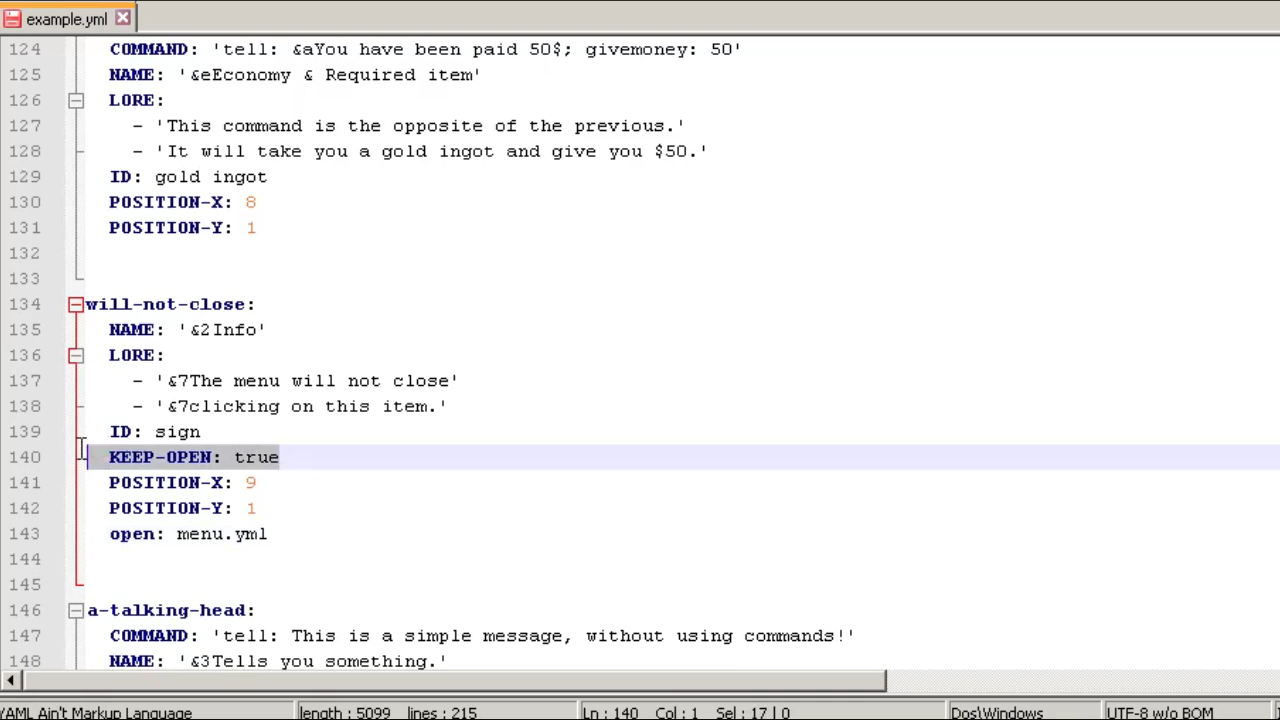 example.yml
124 COMMAND: 'tell: &aYou have been paid 50$; givemoney: 50'
125 NAME: '&eEconomy & Required item'
126 LORE:
127 - 'This command is the opposite of the previous.'
128 - 'It will take you a gold ingot and give you $50.'
129 ID: gold ingot
130 POSITION-X: 8
131 POSITION-Y: 1
132
133
134 will-not-close:
135 NAME: '&2Info'
136 LORE:
137 - '&7The menu will not close'
138 - '&7clicking on this item.'
139 ID: sign
140 KEEP-OPEN: true
141 POSITION-X: 9
142 POSITION-Y: 1
143 open: menu.yml
144
145
146 a-talking-head:
147 COMMAND: 'tell: This is a simple message, without using commands!'
148 NAME: '&3Tells you something.'
YAML Ain't Markup Language length : 5099 lines : 215 Ln : 140 Col : 1 Sel : 17 | 0 Dos\Windows UTF-8 w/o BOM